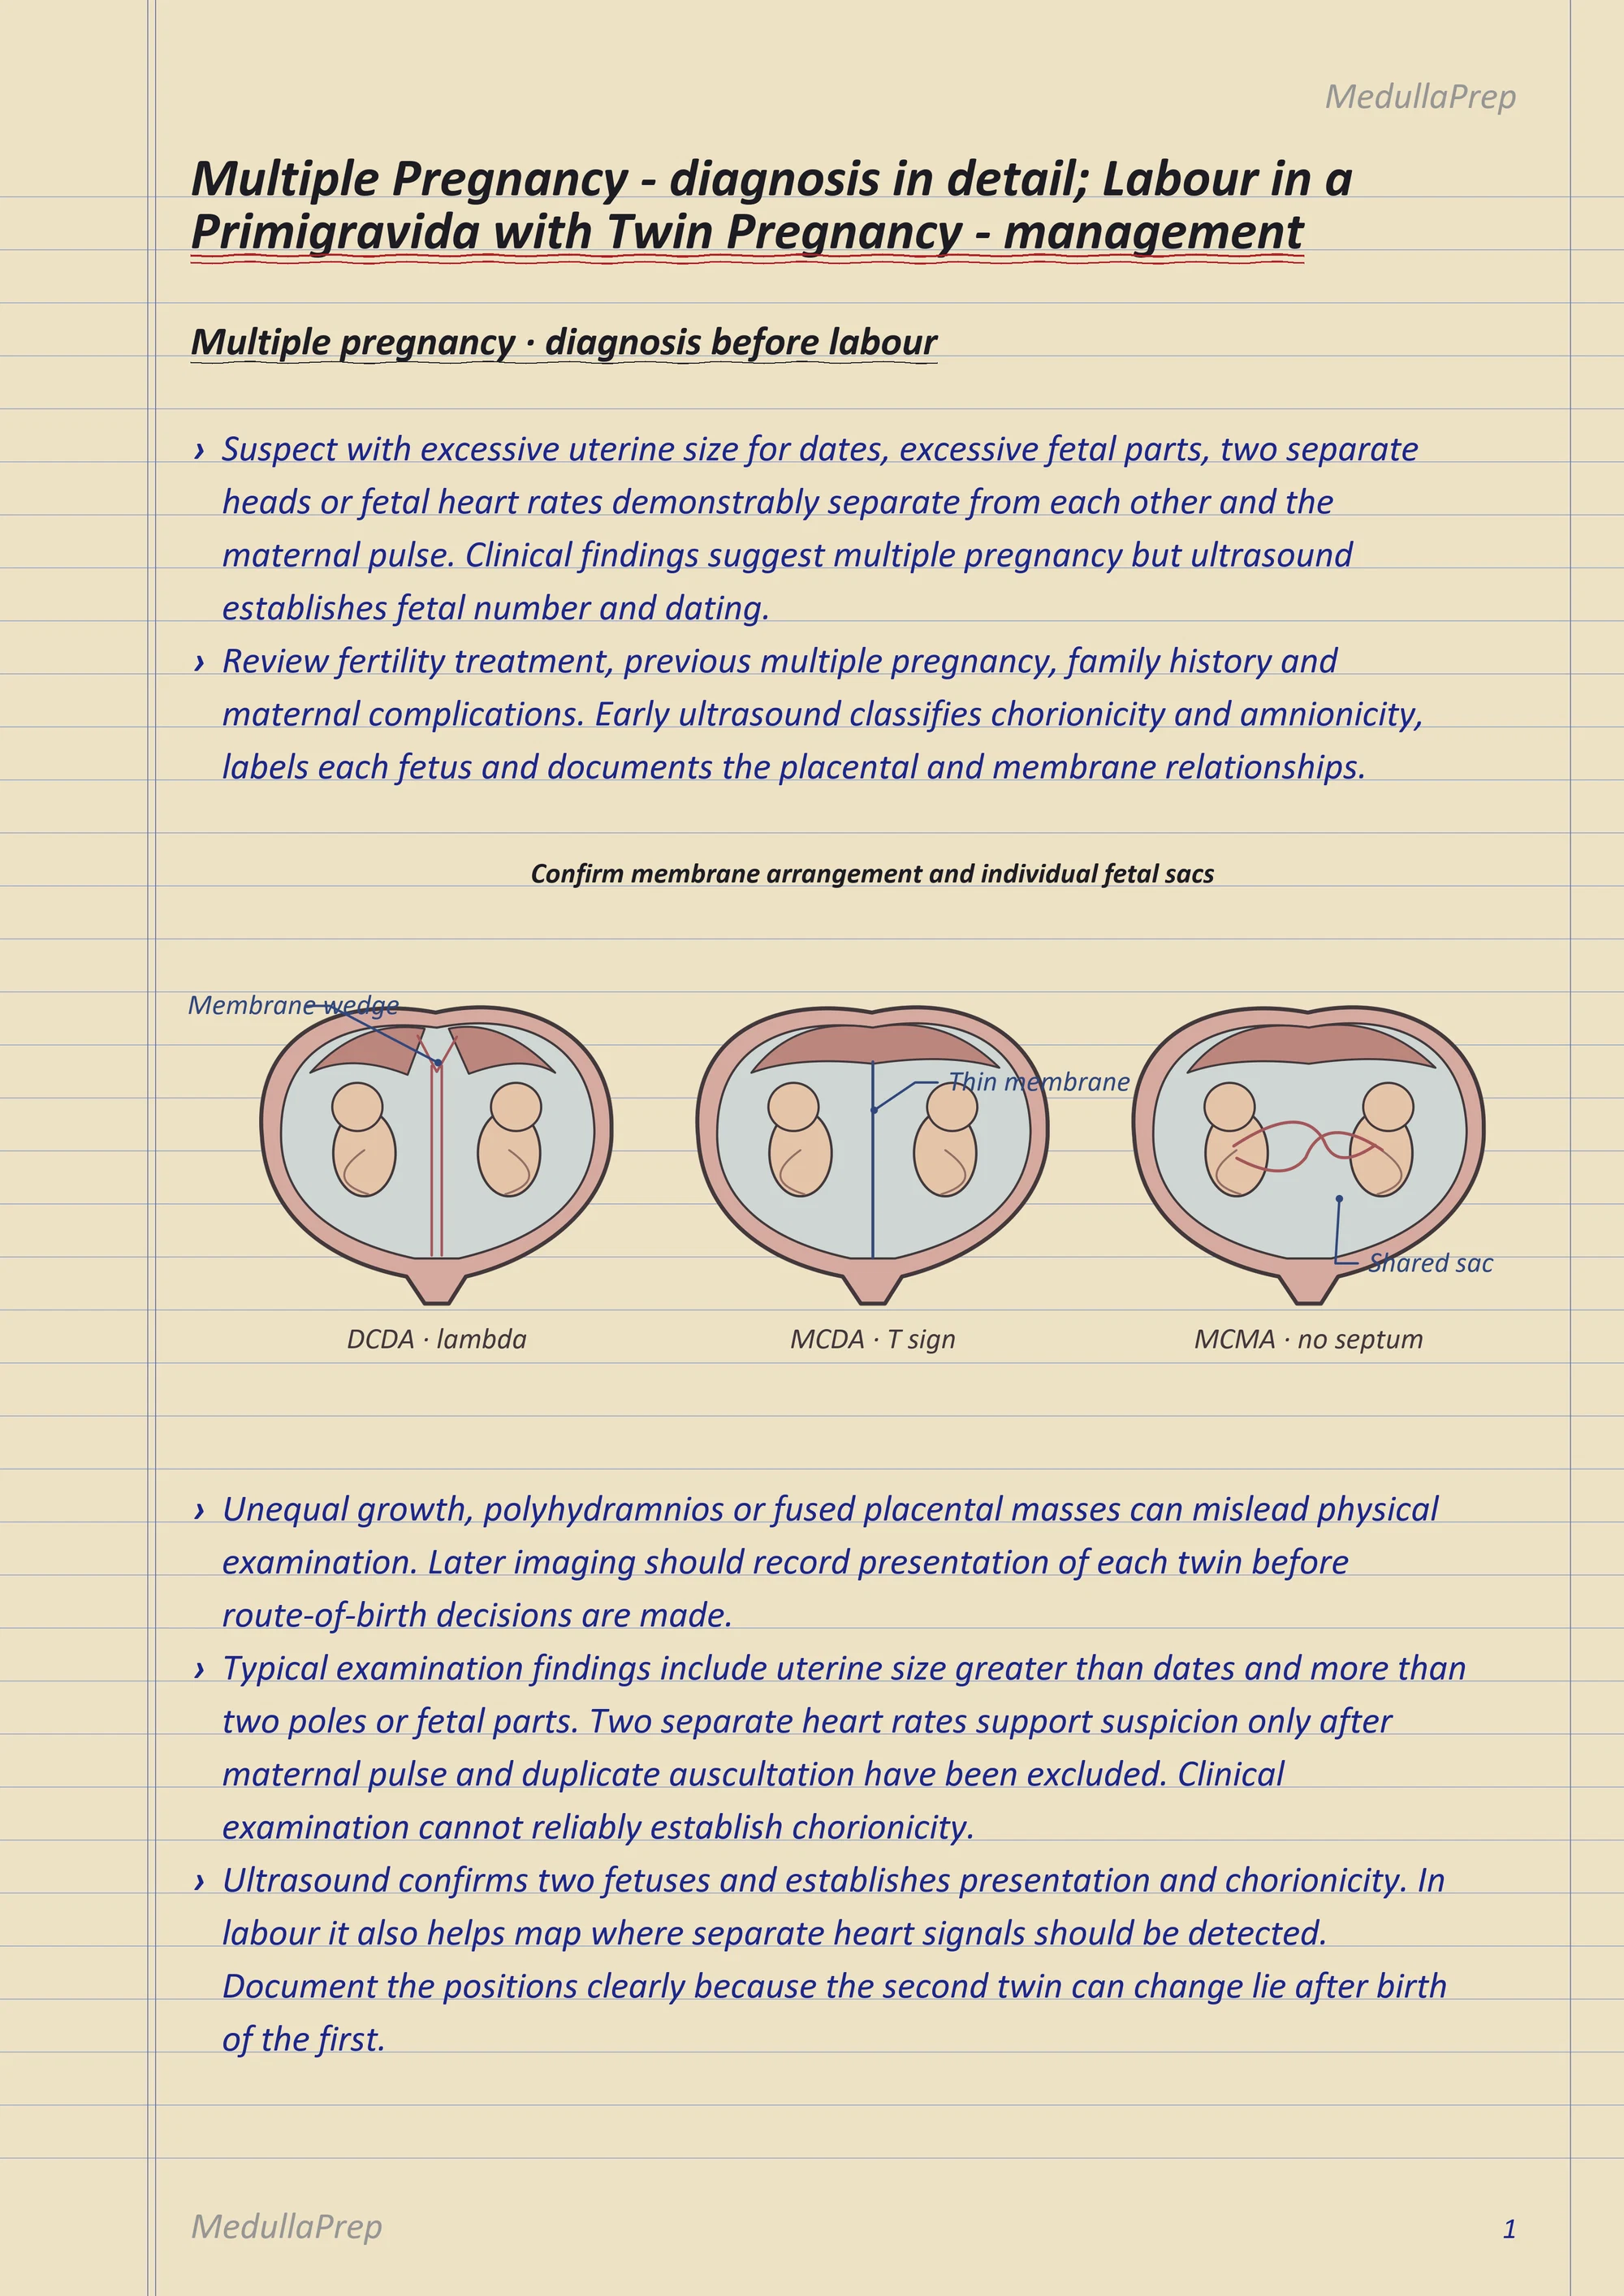 MedullaPrep
Multiple Pregnancy - diagnosis in detail; Labour in a
Primigravida with Twin Pregnancy - management
Multiple pregnancy · diagnosis before labour
› Suspect with excessive uterine size for dates, excessive fetal parts, two separate
heads or fetal heart rates demonstrably separate from each other and the
maternal pulse. Clinical findings suggest multiple pregnancy but ultrasound
establishes fetal number and dating.
› Review fertility treatment, previous multiple pregnancy, family history and
maternal complications. Early ultrasound classifies chorionicity and amnionicity,
labels each fetus and documents the placental and membrane relationships.
Confirm membrane arrangement and individual fetal sacs
Membrane wedge
Thin membrane
Shared sac
DCDA · lambda
MCDA · T sign
MCMA · no septum
› Unequal growth, polyhydramnios or fused placental masses can mislead physical
examination. Later imaging should record presentation of each twin before
route-of-birth decisions are made.
› Typical examination findings include uterine size greater than dates and more than
two poles or fetal parts. Two separate heart rates support suspicion only after
maternal pulse and duplicate auscultation have been excluded. Clinical
examination cannot reliably establish chorionicity.
› Ultrasound confirms two fetuses and establishes presentation and chorionicity. In
labour it also helps map where separate heart signals should be detected.
Document the positions clearly because the second twin can change lie after birth
of the first.
MedullaPrep
1